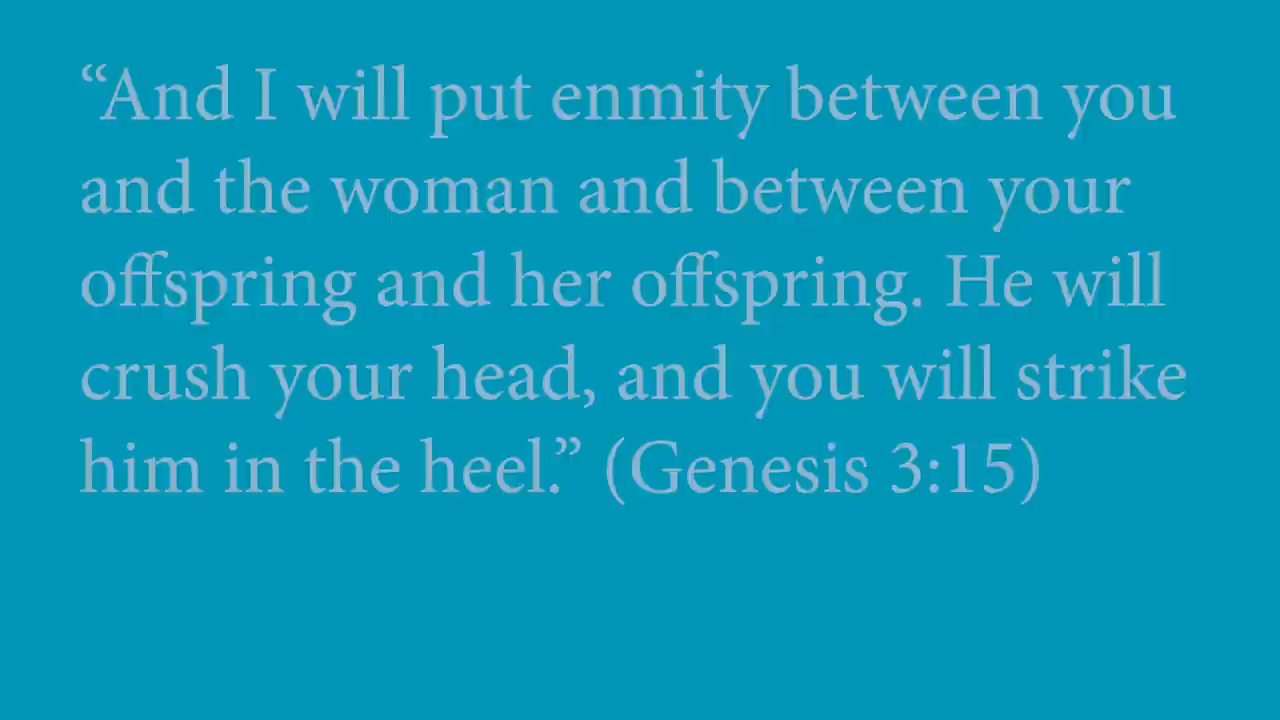 “And I will put enmity between you
and the woman and between your
offspring and her offspring. He will
crush your head, and you will strike
him in the heel.” (Genesis 3:15)